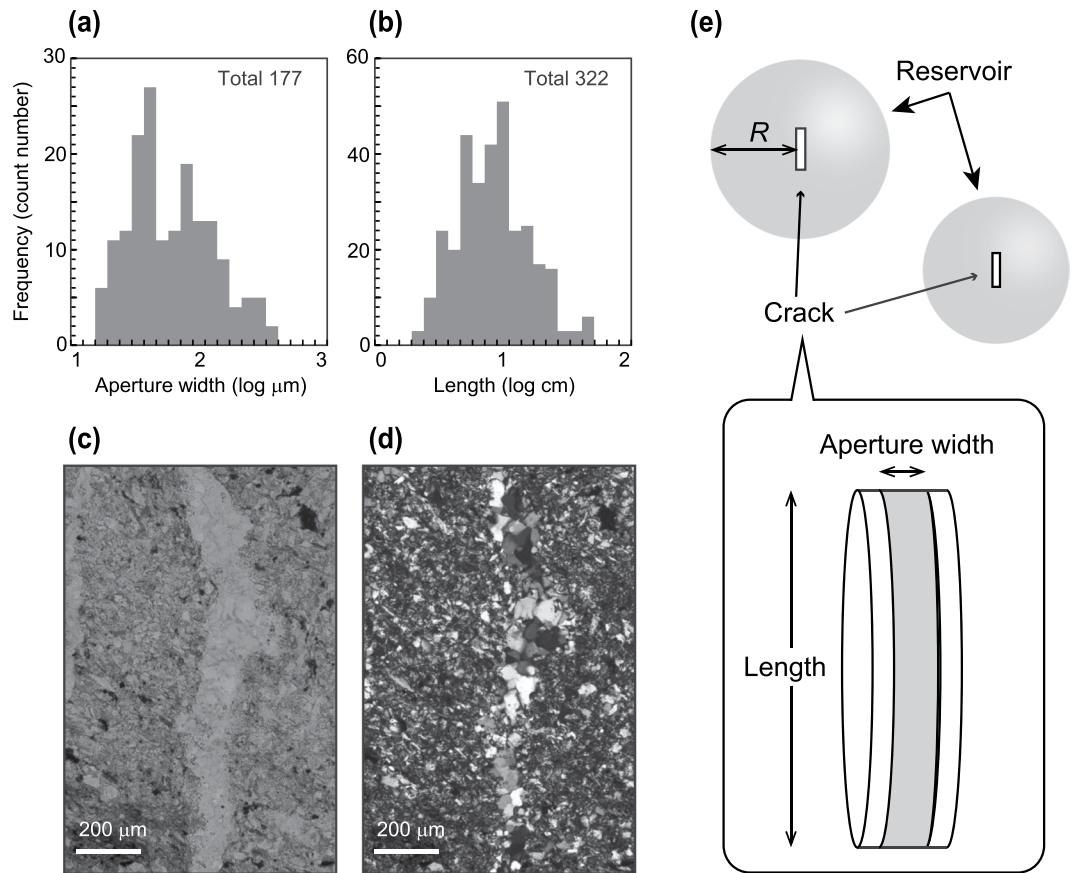 (a)
Total 177
Frequency (count number)
30
20
10
0
1
2
3
Aperture width (log μm)
(b)
Total 322
60
40
20
0
0
1
2
Length (log cm)
(c)
200 μm
(d)
200 μm
(e)
Reservoir
R
Crack
Aperture width
Length